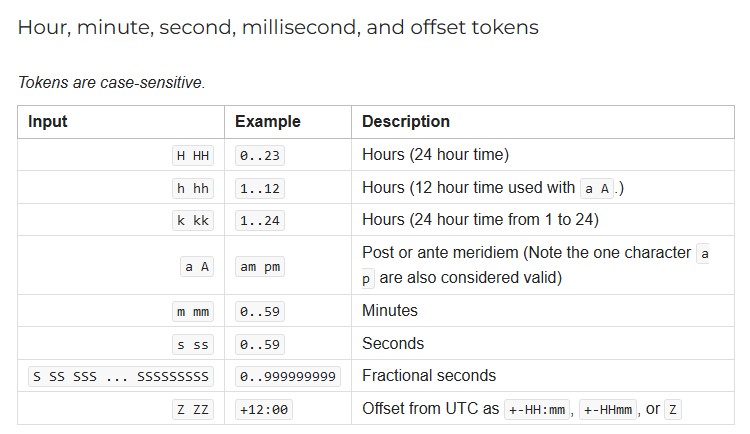 Hour, minute, second, millisecond, and offset tokens
Tokens are case-sensitive.
Input Example Description
H HH 0..23 Hours (24 hour time)
h hh 1..12 Hours (12 hour time used with a A .)
k kk 1..24 Hours (24 hour time from 1 to 24)
a A am pm Post or ante meridiem (Note the one character a
p are also considered valid)
m mm 0..59 Minutes
s ss 0..59 Seconds
S SS SSS ... SSSSSSSSS 0..999999999 Fractional seconds
Z ZZ +12:00 Offset from UTC as +-HH:mm , +-HHmm , or Z